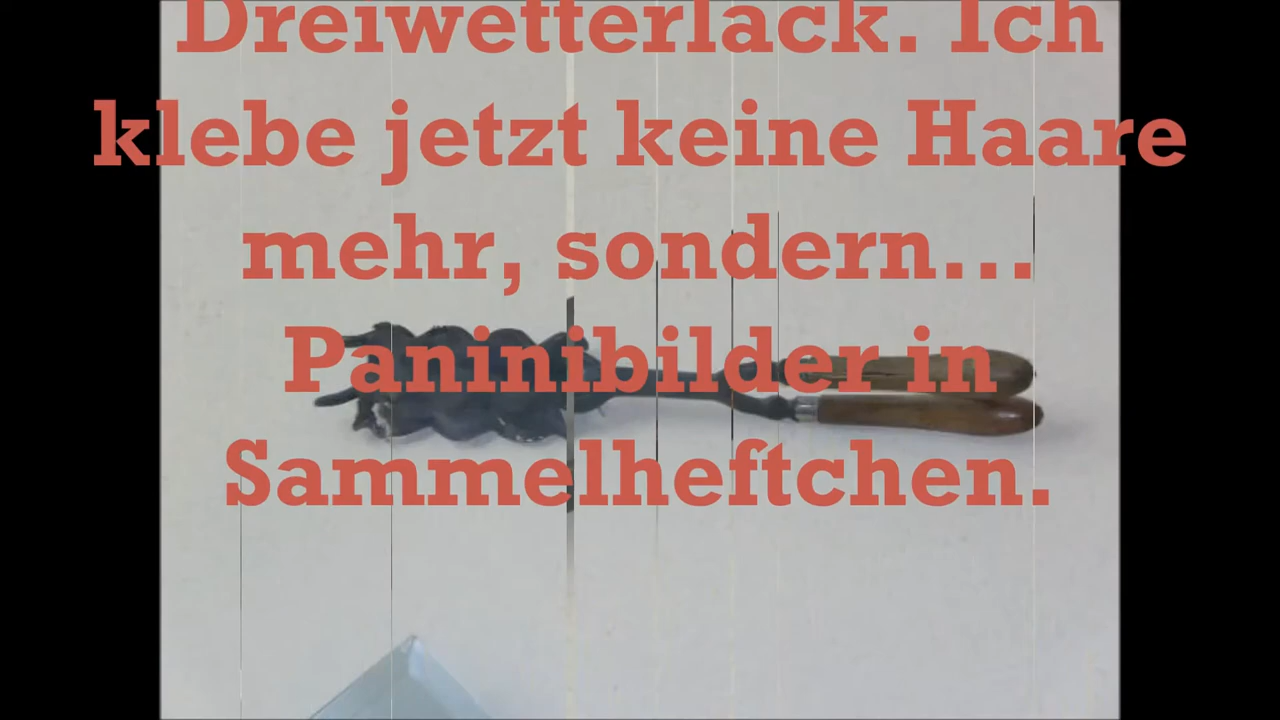 Dreiwetterlack. Ich
klebe jetzt keine Haare
mehr, sondern...
Paninibilder in
Sammelheftchen.